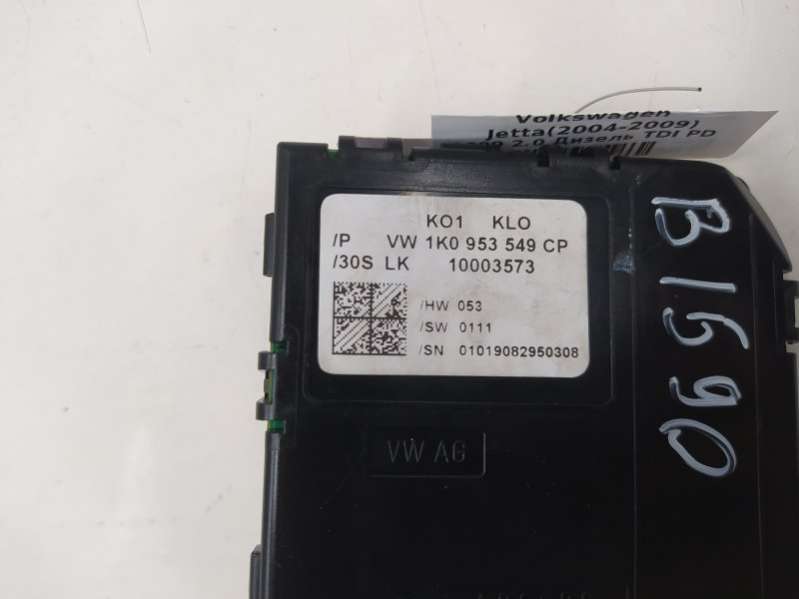 Volkswagen
Jetta(2004-2009)
2.0 Дизель TDI PD
KO1 KLO
/P VW 1K0 953 549 CP
/30S LK 10003573
/HW 053
/SW 0111
/SN 01019082950308
VW AG
B1590